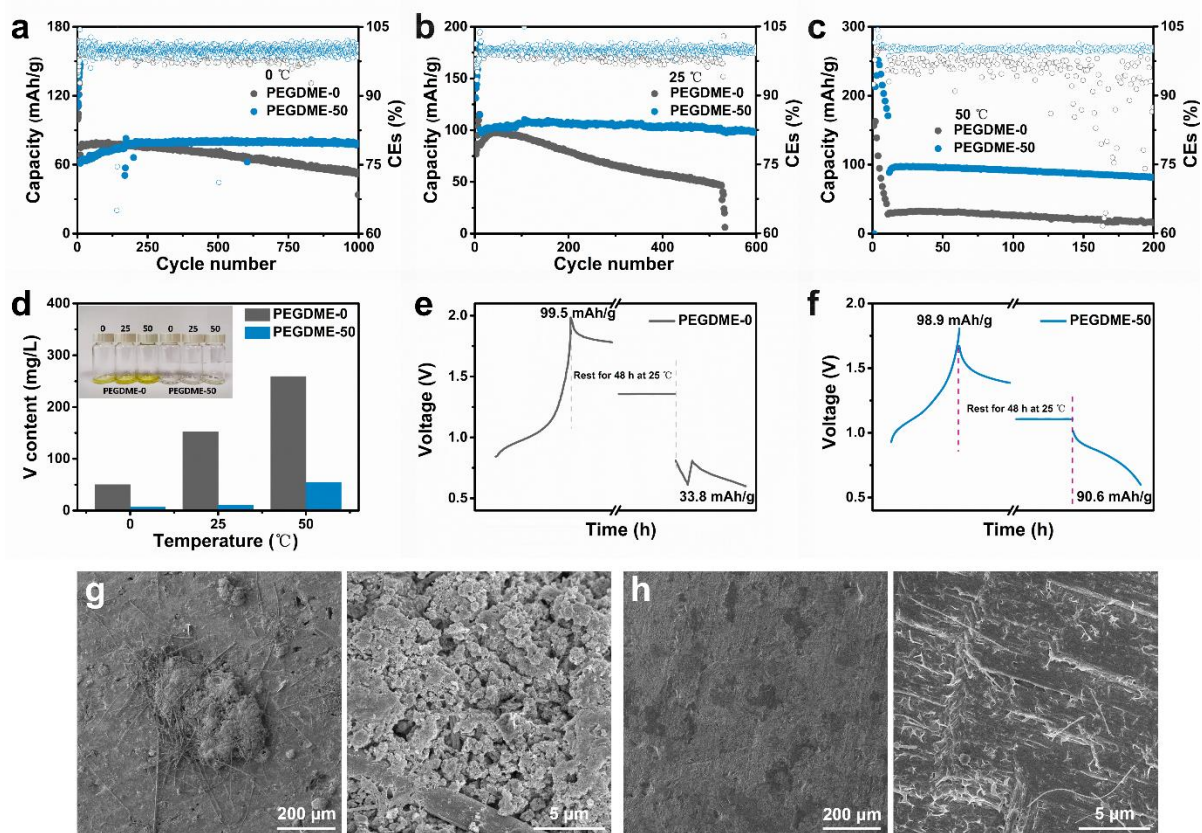 a
180
150
120
90
60
30
0
Capacity (mAh/g)
0 ℃
PEGDME-0
PEGDME-50
105
90
75
60
CEs (%)
0 250 500 750 1000
Cycle number
b
200
175
150
125
100
75
50
25
0
Capacity (mAh/g)
25 ℃
PEGDME-0
PEGDME-50
105
90
75
60
CEs (%)
0 200 400 600
Cycle number
c
300
200
100
0
Capacity (mAh/g)
50 ℃
PEGDME-0
PEGDME-50
105
90
75
60
CEs (%)
0 50 100 150 200
Cycle number
d
400
300
200
100
0
V content (mg/L)
PEGDME-0
PEGDME-50
0 25 50 0 25 50
PEGDME-0 PEGDME-50
0 25 50
Temperature (℃)
e
2.0
1.5
1.0
0.5
Voltage (V)
99.5 mAh/g
PEGDME-0
Rest for 48 h at 25 ℃
33.8 mAh/g
Time (h)
f
2.0
1.5
1.0
0.5
Voltage (V)
98.9 mAh/g
PEGDME-50
Rest for 48 h at 25 ℃
90.6 mAh/g
Time (h)
g
200 μm
5 μm
h
200 μm
5 μm